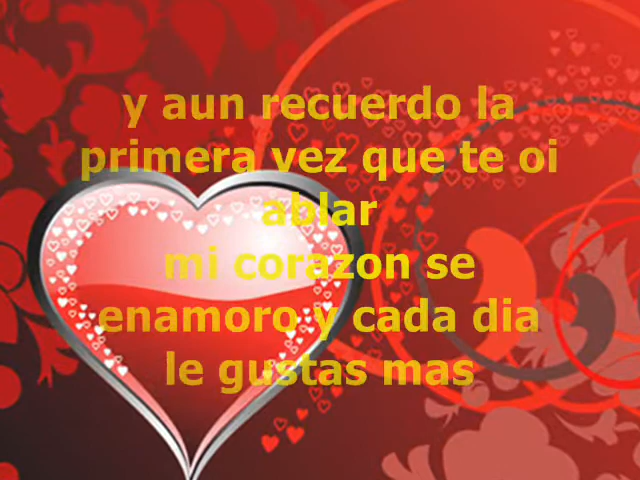 y aun recuerdo la
primera vez que te oi
ablar
mi corazon se
enamoro y cada dia
le gustas mas